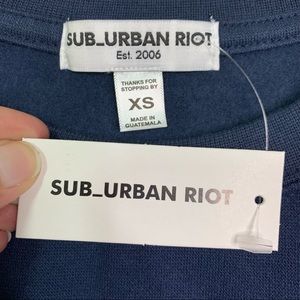 SUB_URBAN RIOT
Est. 2006
THANKS FOR
STOPPING BY
XS
MADE IN
GUATEMALA
SUB_URBAN RIOT